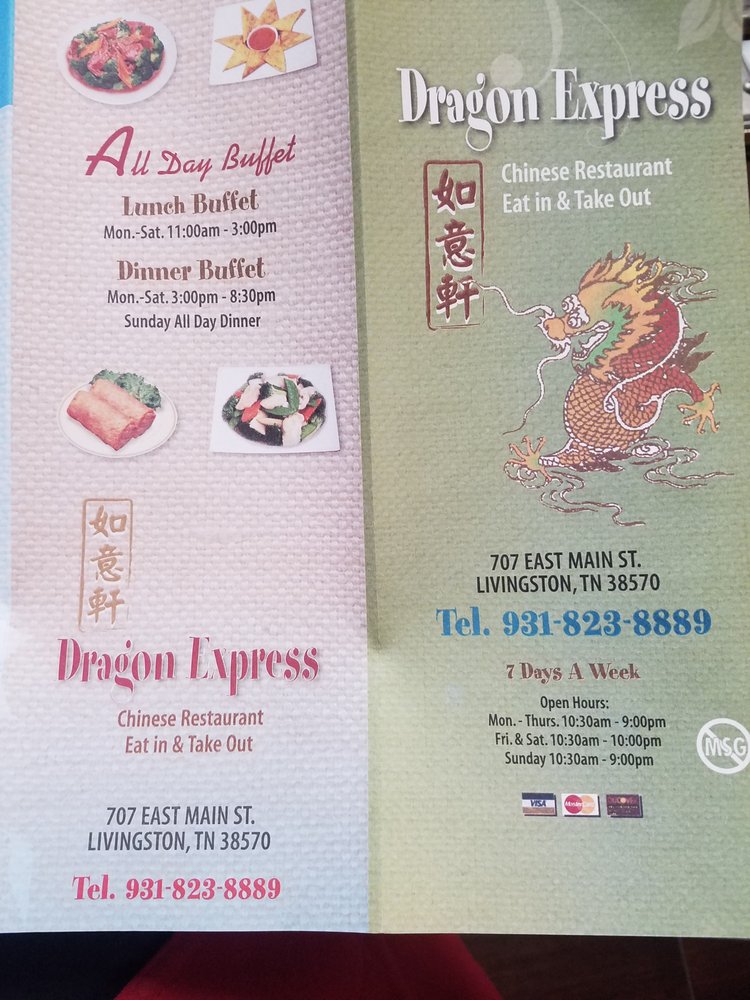 All Day Buffet
Lunch Buffet
Mon.-Sat. 11:00am - 3:00pm
Dinner Buffet
Mon.-Sat. 3:00pm - 8:30pm
Sunday All Day Dinner
如意軒
Dragon Express
Chinese Restaurant
Eat in & Take Out
707 EAST MAIN ST.
LIVINGSTON, TN 38570
Tel. 931-823-8889
Dragon Express
Chinese Restaurant
Eat in & Take Out
如意軒
707 EAST MAIN ST.
LIVINGSTON, TN 38570
Tel. 931-823-8889
7 Days A Week
Open Hours:
Mon. - Thurs. 10:30am - 9:00pm
Fri. & Sat. 10:30am - 10:00pm
Sunday 10:30am - 9:00pm
MSG
VISA
MasterCard
DISCOVER